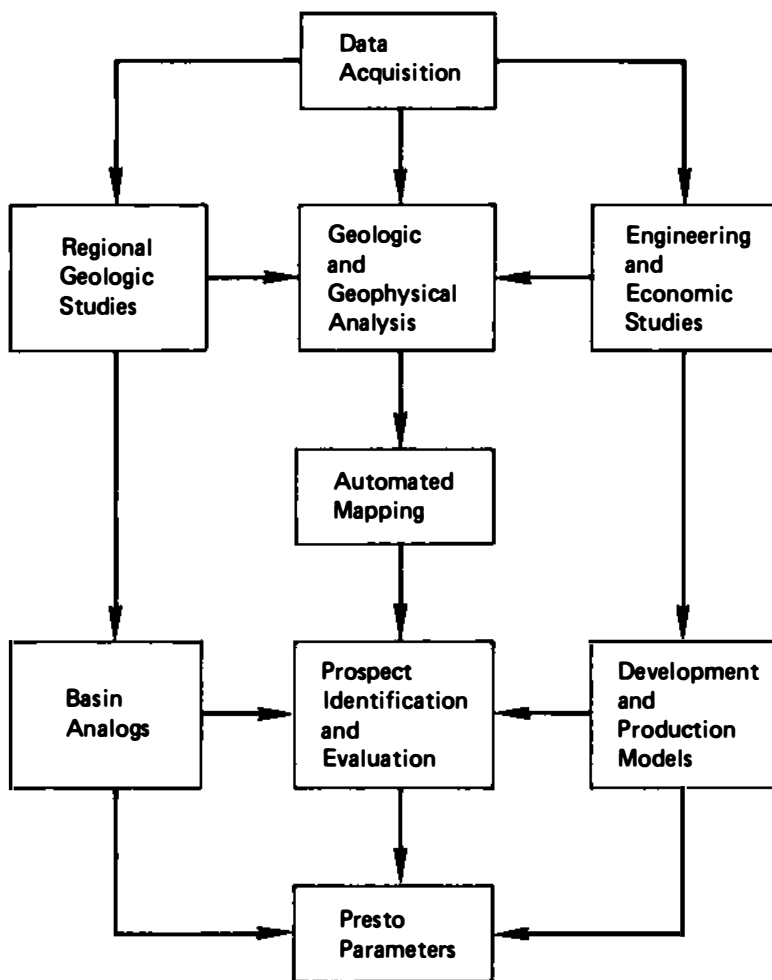 Data
Acquisition
Regional
Geologic
Studies
Geologic
and
Geophysical
Analysis
Engineering
and
Economic
Studies
Automated
Mapping
Basin
Analogs
Prospect
Identification
and
Evaluation
Development
and
Production
Models
Presto
Parameters